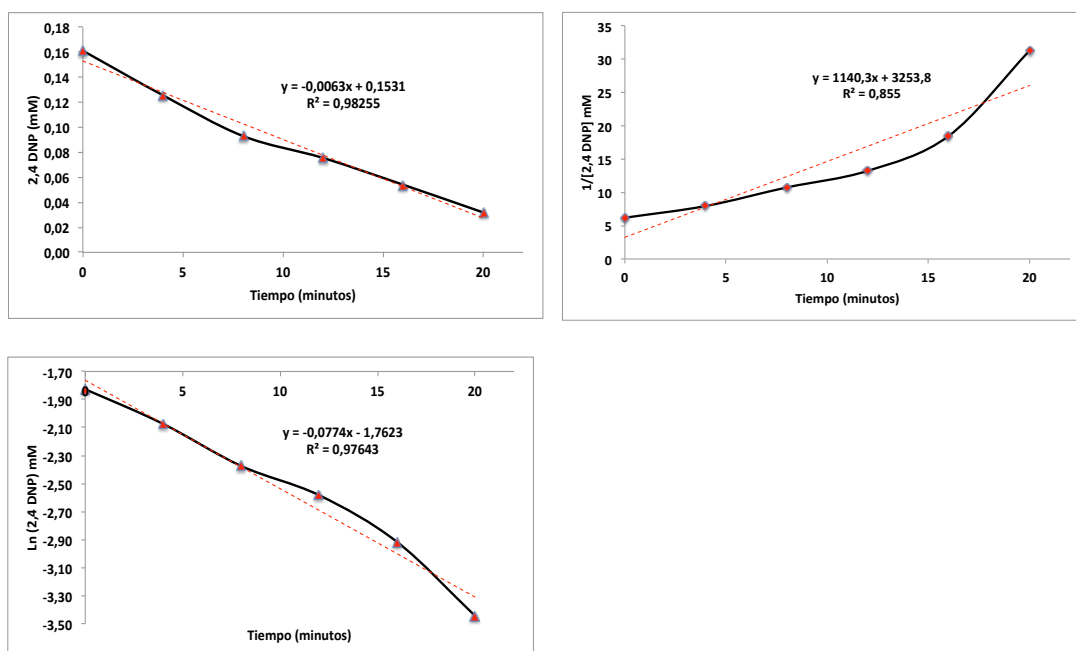 0,18
0,16
0,14
0,12
0,10
0,08
0,06
0,04
0,02
0,00
2,4 DNP (mM)
y = -0,0063x + 0,1531
R² = 0,98255
0 5 10 15 20
Tiempo (minutos)
35
30
25
20
15
10
5
0
1/[2,4 DNP] mM
y = 1140,3x + 3253,8
R² = 0,855
0 5 10 15 20
Tiempo (minutos)
-1,70
-1,90
-2,10
-2,30
-2,50
-2,70
-2,90
-3,10
-3,30
-3,50
Ln (2,4 DNP) mM
0 5 10 15 20
y = -0,0774x - 1,7623
R² = 0,97643
Tiempo (minutos)